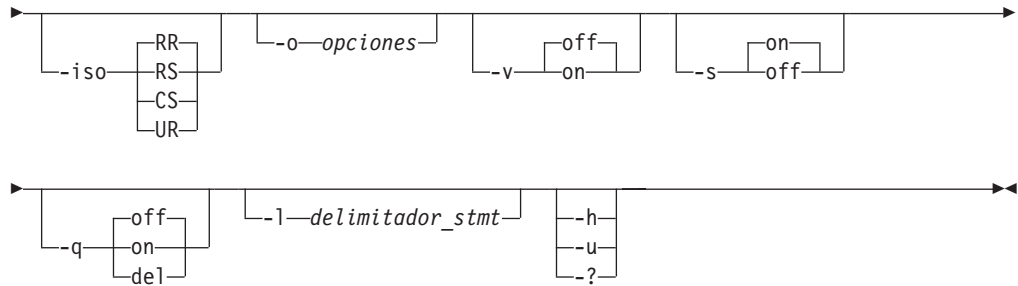 -iso RR RS CS UR
-o opciones
-v off on
-s on off
-q off on del
-l delimitador_stmt
-h -u -?